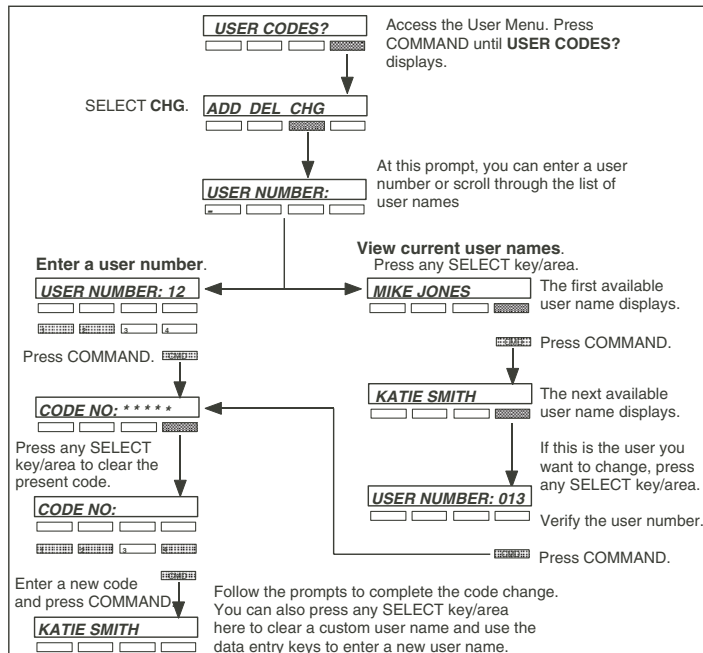 USER CODES?
Access the User Menu. Press
COMMAND until USER CODES?
displays.
SELECT CHG.
ADD DEL CHG
At this prompt, you can enter a user
number or scroll through the list of
user names
USER NUMBER:
-
Enter a user number.
USER NUMBER: 12
3
4
Press COMMAND.
CODE NO: * * * * *
Press any SELECT
key/area to clear the
present code.
CODE NO:
3
Enter a new code
and press COMMAND.
KATIE SMITH
View current user names.
Press any SELECT key/area.
MIKE JONES
The first available
user name displays.
CMD
Press COMMAND.
KATIE SMITH
The next available
user name displays.
If this is the user you
want to change, press
any SELECT key/area.
USER NUMBER: 013
Verify the user number.
CMD
Press COMMAND.
Follow the prompts to complete the code change.
You can also press any SELECT key/area
here to clear a custom user name and use the
data entry keys to enter a new user name.